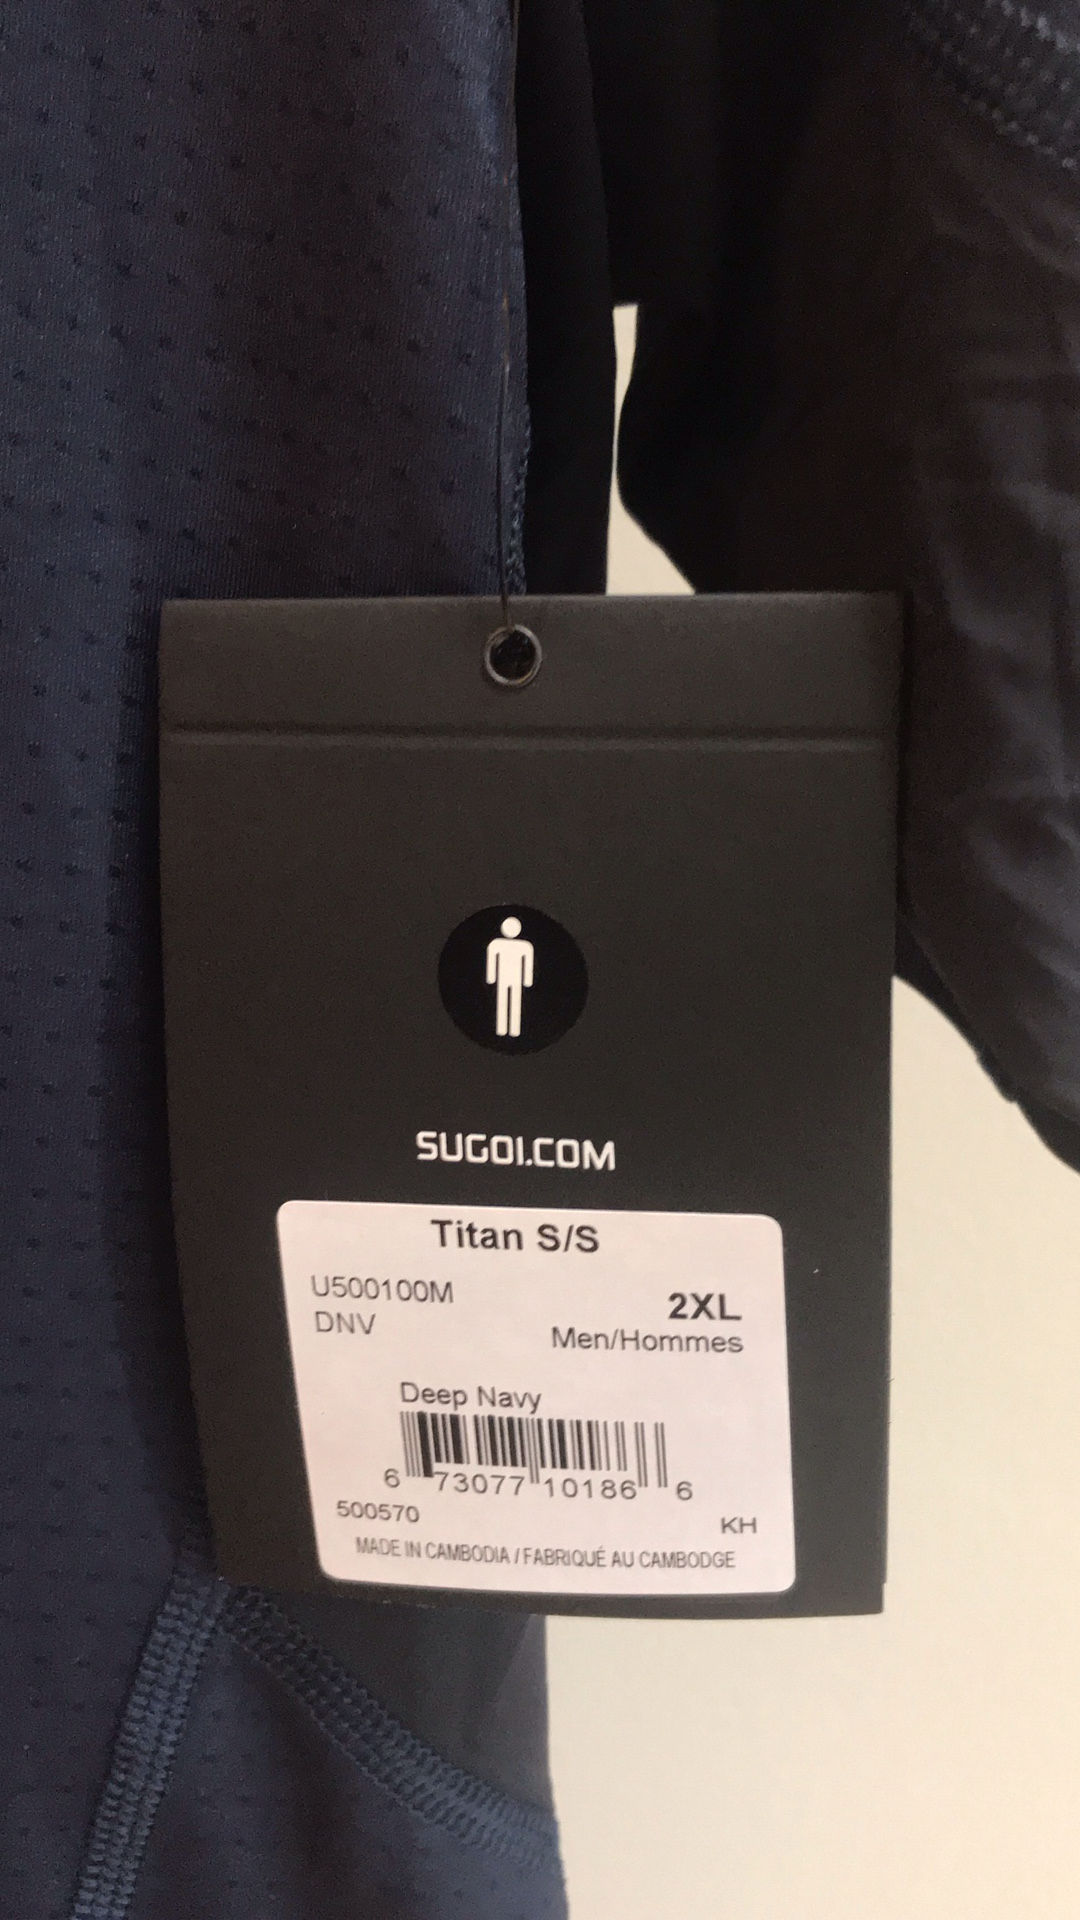 SUGOI.COM
Titan S/S
U500100M
2XL
DNV
Men/Hommes
Deep Navy
6 73077 10186 6
500570
KH
MADE IN CAMBODIA / FABRIQUÉ AU CAMBODGE